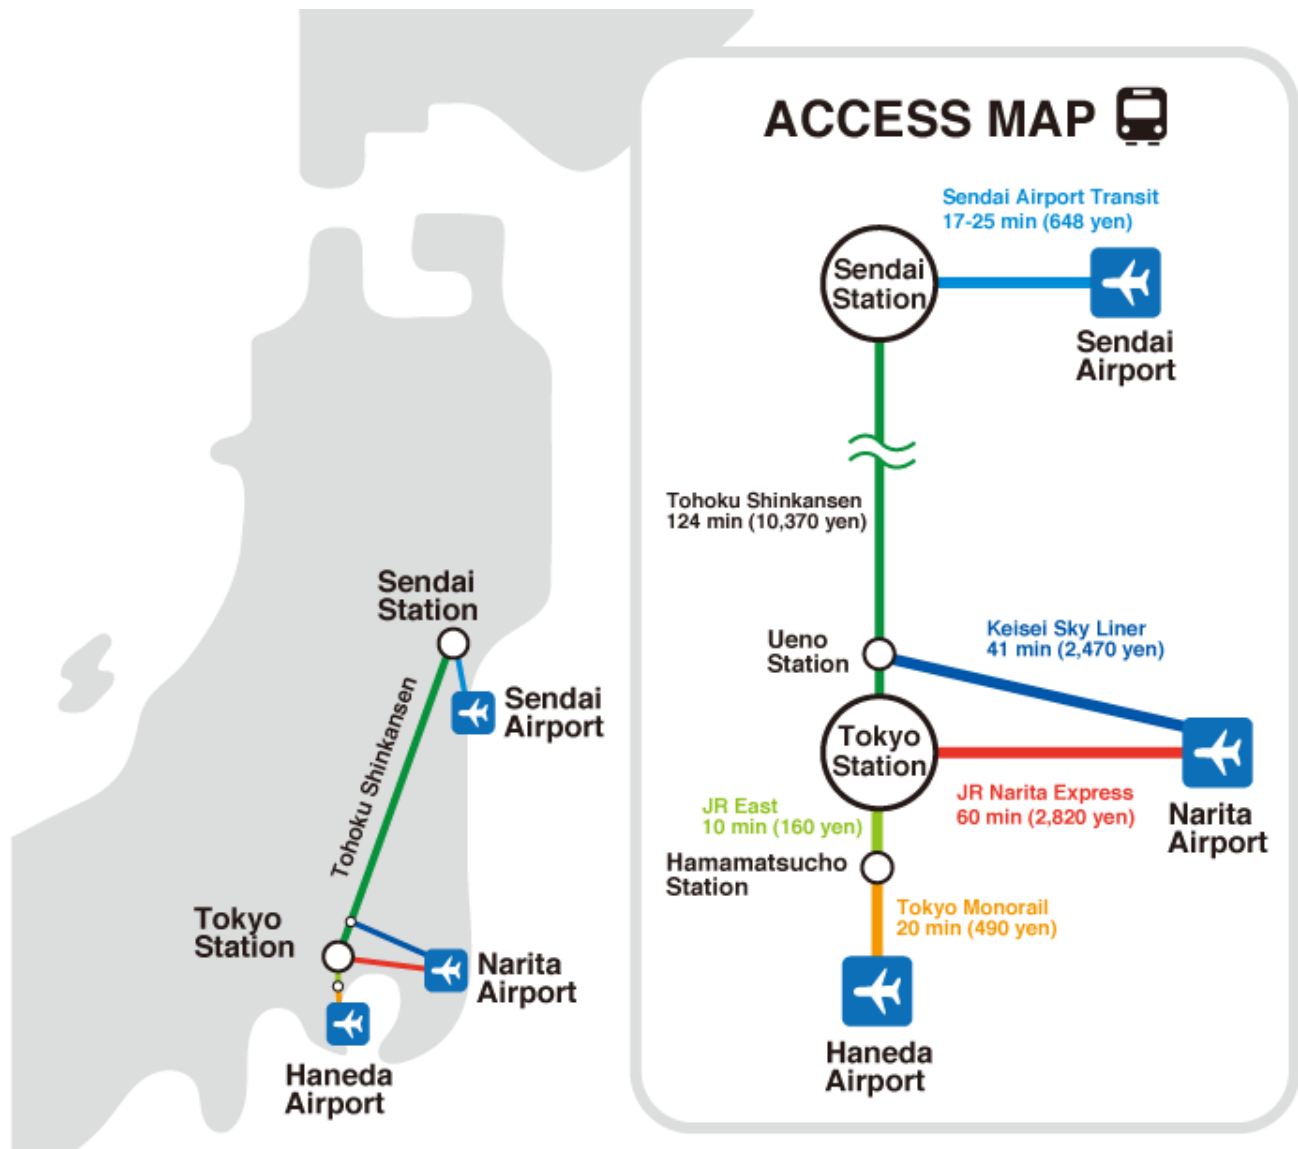 Sendai
Station
Sendai
Airport
Tohoku Shinkansen
Tokyo
Station
Narita
Airport
Haneda
Airport
ACCESS MAP
Sendai Airport Transit
17-25 min (648 yen)
Sendai
Station
Sendai
Airport
Tohoku Shinkansen
124 min (10,370 yen)
Ueno
Station
Keisei Sky Liner
41 min (2,470 yen)
Tokyo
Station
JR Narita Express
60 min (2,820 yen)
Narita
Airport
JR East
10 min (160 yen)
Hamamatsucho
Station
Tokyo Monorail
20 min (490 yen)
Haneda
Airport